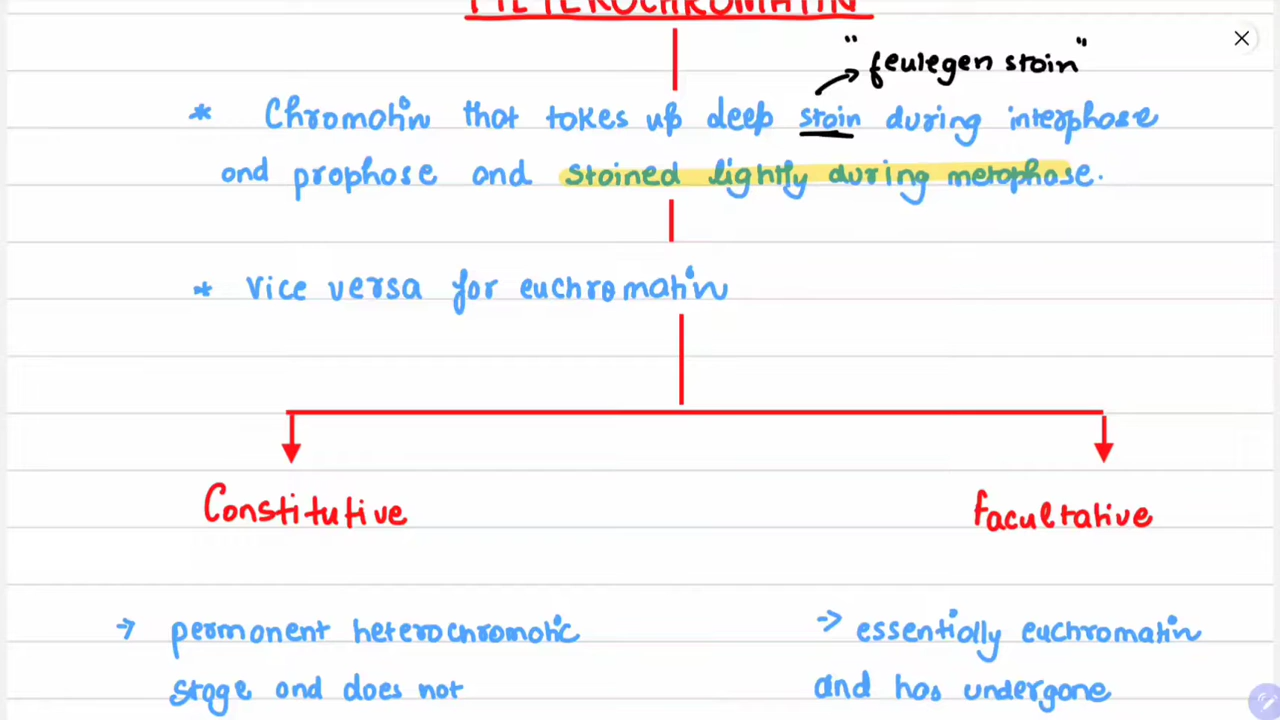 HETEROCHROMATIN
"feulegen stain"
* Chromatin that takes up deep stain during interphase
and prophase and stained lightly during metaphase.
* Vice versa for euchromatin
Constitutive
facultative
→ permanent heterochromatic
stage and does not
→ essentially euchromatin
and has undergone